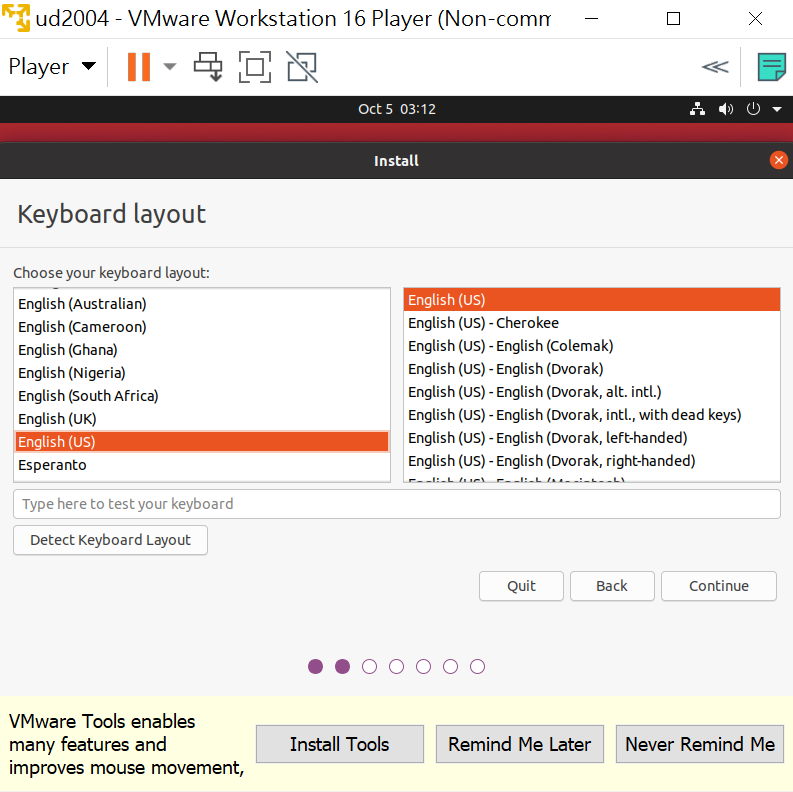 ud2004 - VMware Workstation 16 Player (Non-comm
Player
Oct 5 03:12
Install
Keyboard layout
Choose your keyboard layout:
English (Australian)
English (Cameroon)
English (Ghana)
English (Nigeria)
English (South Africa)
English (UK)
English (US)
Esperanto
English (US)
English (US) - Cherokee
English (US) - English (Colemak)
English (US) - English (Dvorak)
English (US) - English (Dvorak, alt. intl.)
English (US) - English (Dvorak, intl., with dead keys)
English (US) - English (Dvorak, left-handed)
English (US) - English (Dvorak, right-handed)
English (US) - English (Macintosh)
Type here to test your keyboard
Detect Keyboard Layout
Quit
Back
Continue
VMware Tools enables
many features and
improves mouse movement,
Install Tools
Remind Me Later
Never Remind Me